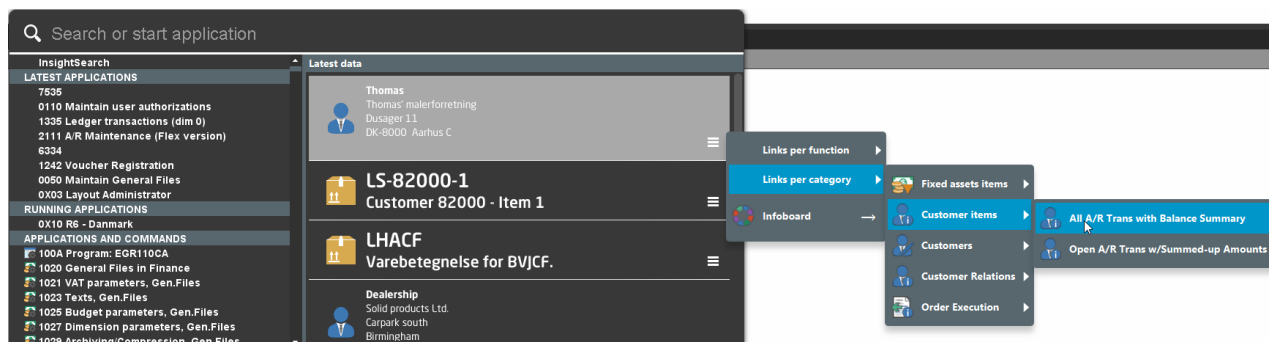 Search or start application
InsightSearch
LATEST APPLICATIONS
7535
0110 Maintain user authorizations
1335 Ledger transactions (dim 0)
2111 A/R Maintenance (Flex version)
6334
1242 Voucher Registration
0050 Maintain General Files
0X03 Layout Administrator
RUNNING APPLICATIONS
0X10 R6 - Danmark
APPLICATIONS AND COMMANDS
100A Program: EGR110CA
1020 General Files in Finance
1021 VAT parameters, Gen.Files
1023 Texts, Gen.Files
1025 Budget parameters, Gen.Files
1027 Dimension parameters, Gen.Files
1029 Archiving/Compression, Gen.Files
Latest data
Thomas
Thomas' malerforretning
Dusager 11
DK-8000 Aarhus C
LS-82000-1
Customer 82000 - Item 1
LHACF
Varebetegnelse for BVJCF.
Dealership
Solid products Ltd.
Carpark south
Birmingham
Links per function
Links per category
Infoboard
Fixed assets items
Customer items
Customers
Customer Relations
Order Execution
All A/R Trans with Balance Summary
Open A/R Trans w/Summed-up Amounts